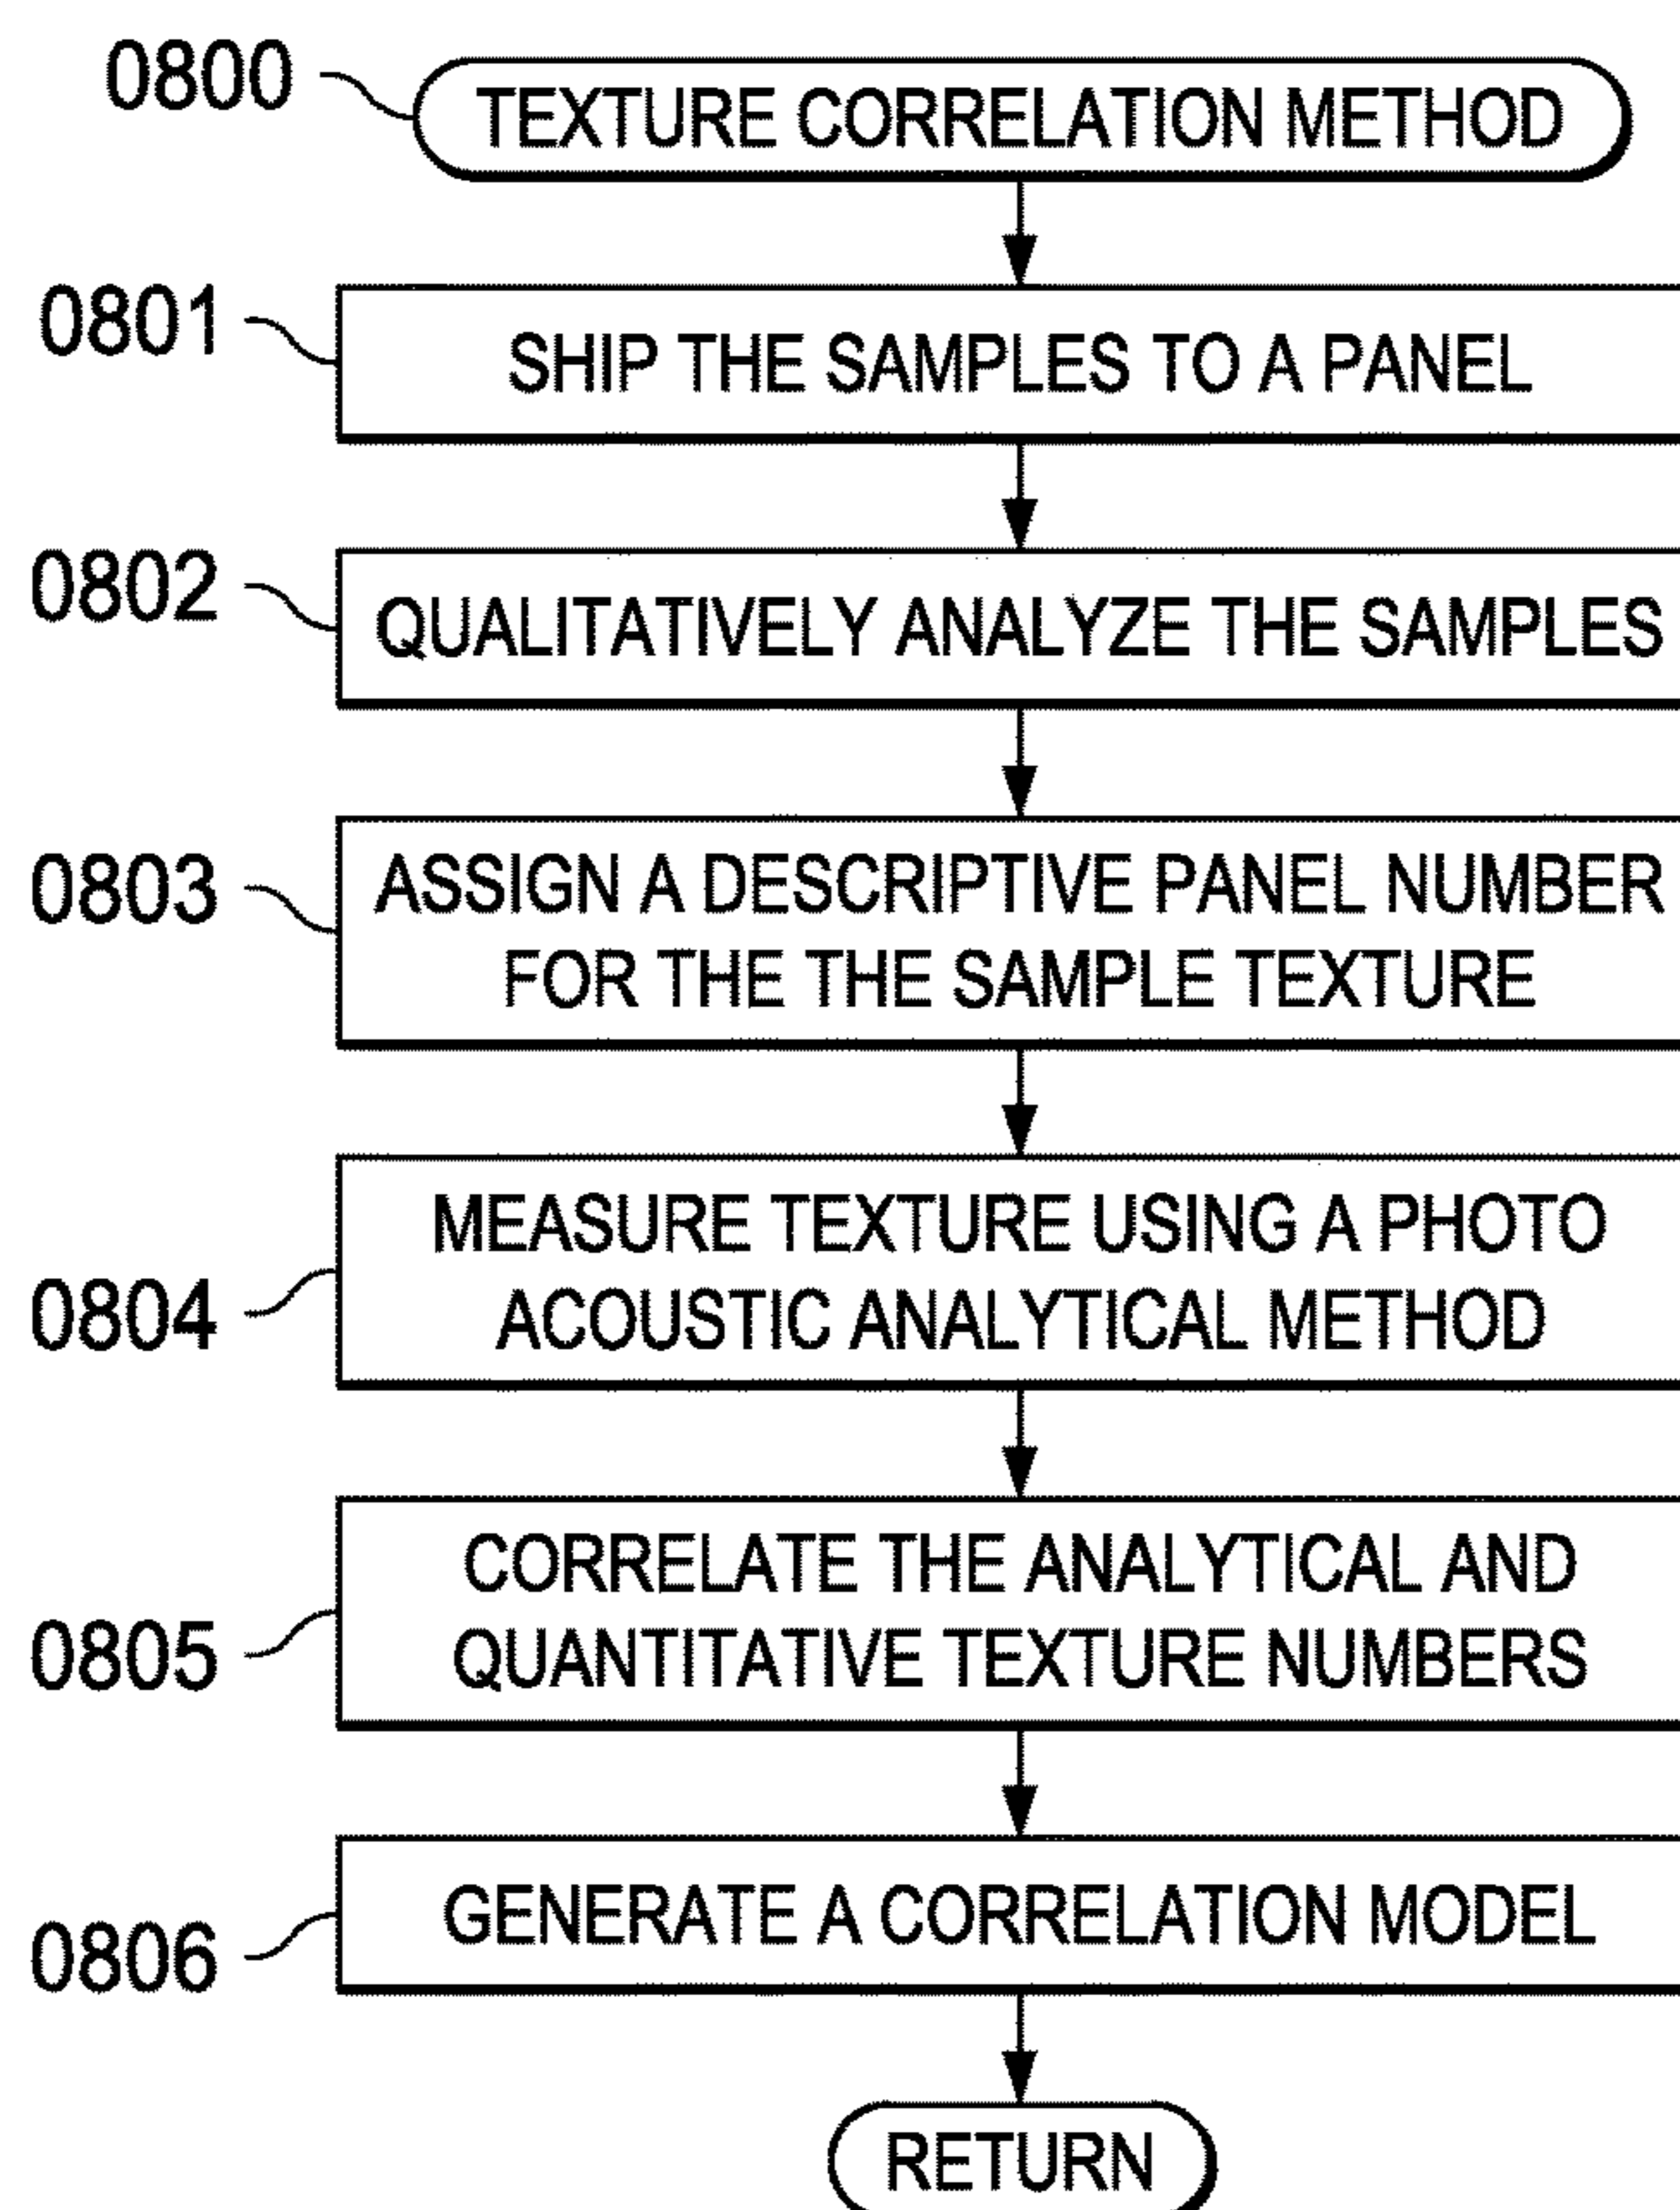 0800 TEXTURE CORRELATION METHOD
0801 SHIP THE SAMPLES TO A PANEL
0802 QUALITATIVELY ANALYZE THE SAMPLES
0803 ASSIGN A DESCRIPTIVE PANEL NUMBER
FOR THE THE SAMPLE TEXTURE
MEASURE TEXTURE USING A PHOTO
0804 ACOUSTIC ANALYTICAL METHOD
CORRELATE THE ANALYTICAL AND
0805 QUANTITATIVE TEXTURE NUMBERS
0806 GENERATE A CORRELATION MODEL
RETURN